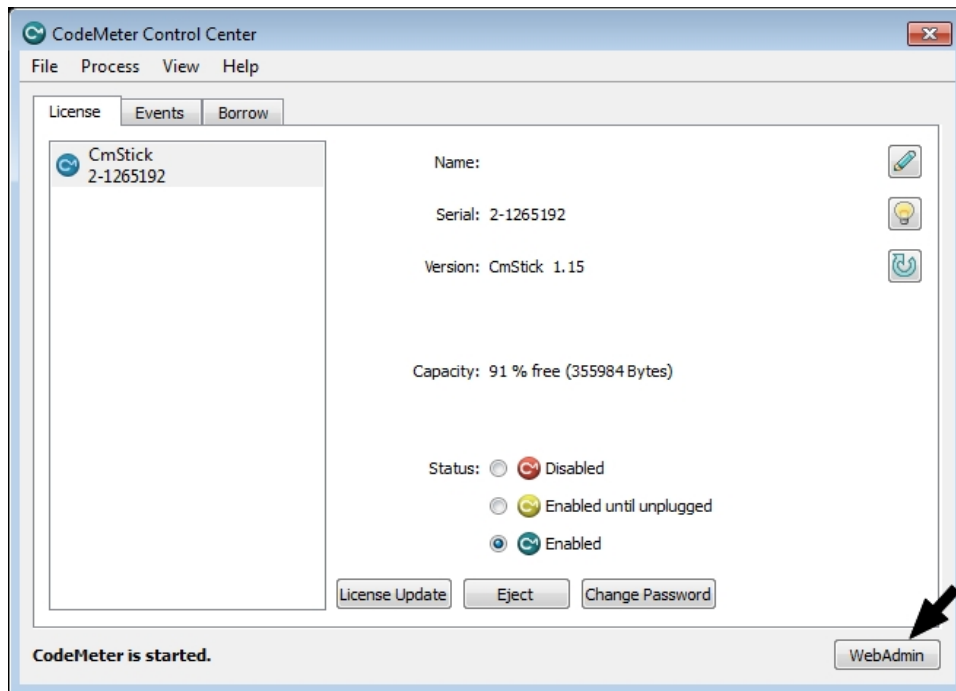 CodeMeter Control Center
File Process View Help
License Events Borrow
CmStick
2-1265192
Name:
Serial: 2-1265192
Version: CmStick 1.15
Capacity: 91 % free (355984 Bytes)
Status: Disabled
Enabled until unplugged
Enabled
License Update Eject Change Password
CodeMeter is started. WebAdmin